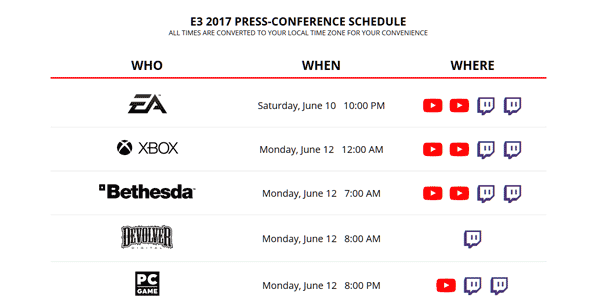 E3 2017 PRESS-CONFERENCE SCHEDULE
ALL TIMES ARE CONVERTED TO YOUR LOCAL TIME ZONE FOR YOUR CONVENIENCE
WHO WHEN WHERE
EA Saturday, June 10 10:00 PM
XBOX Monday, June 12 12:00 AM
Bethesda Monday, June 12 7:00 AM
DEVOLVER
DIGITAL
Monday, June 12 8:00 AM
PC
GAME
Monday, June 12 8:00 PM